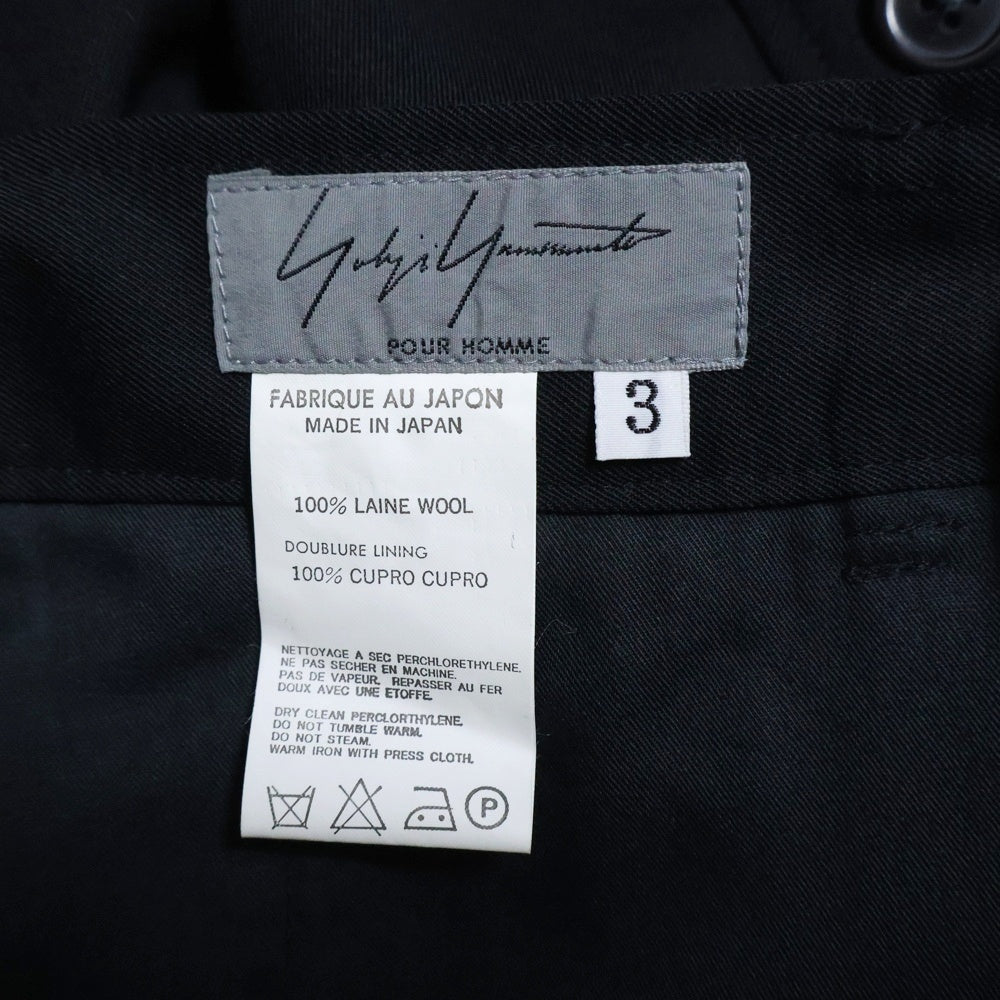 Yohji Yamamoto
POUR HOMME
3
FABRIQUE AU JAPON
MADE IN JAPAN
100% LAINE WOOL
DOUBLURE LINING
100% CUPRO CUPRO
NETTOYAGE A SEC PERCHLORETHYLENE.
NE PAS SECHER EN MACHINE.
PAS DE VAPEUR, REPASSER AU FER
DOUX AVEC UNE ETOFFE.
DRY CLEAN PERCLORTHYLENE.
DO NOT TUMBLE WARM.
DO NOT STEAM.
WARM IRON WITH PRESS CLOTH.
P